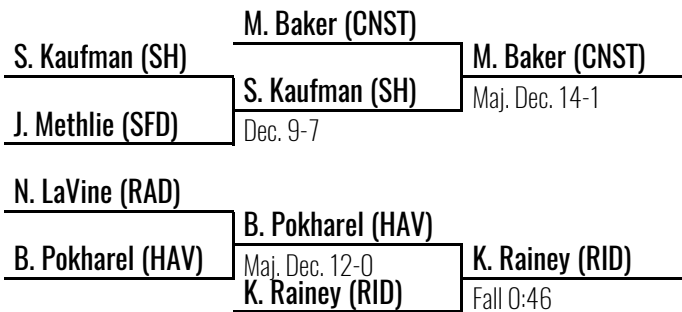 M. Baker (CNST)
S. Kaufman (SH)
M. Baker (CNST)
S. Kaufman (SH)
Maj. Dec. 14-1
J. Methlie (SFD)
Dec. 9-7
N. LaVine (RAD)
B. Pokharel (HAV)
B. Pokharel (HAV)
Maj. Dec. 12-0
K. Rainey (RID)
K. Rainey (RID)
Fall 0:46